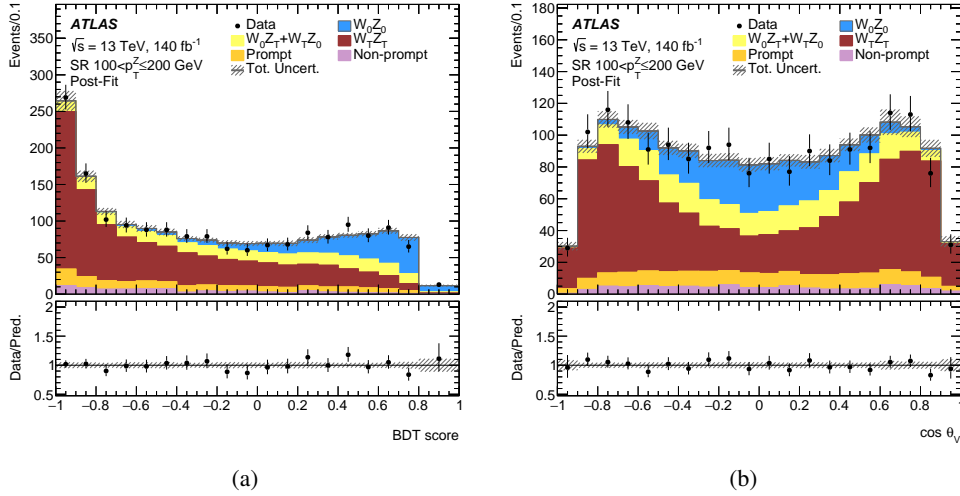 Events/0.1
350
300
250
200
150
100
50
0
ATLAS
√s = 13 TeV, 140 fb⁻¹
SR 100<p_T^Z≤200 GeV
Post-Fit
Data
W₀Z₀
W₀Z_T+W_TZ₀
W_TZ_T
Prompt
Non-prompt
Tot. Uncert.
Data/Pred.
2
1.5
1
0.5
−1 −0.8 −0.6 −0.4 −0.2 0 0.2 0.4 0.6 0.8 1
BDT score
(a)
Events/0.1
180
160
140
120
100
80
60
40
20
0
ATLAS
√s = 13 TeV, 140 fb⁻¹
SR 100<p_T^Z≤200 GeV
Post-Fit
Data
W₀Z₀
W₀Z_T+W_TZ₀
W_TZ_T
Prompt
Non-prompt
Tot. Uncert.
Data/Pred.
2
1.5
1
0.5
−1 −0.8 −0.6 −0.4 −0.2 0 0.2 0.4 0.6 0.8 1
cos θ_V
(b)